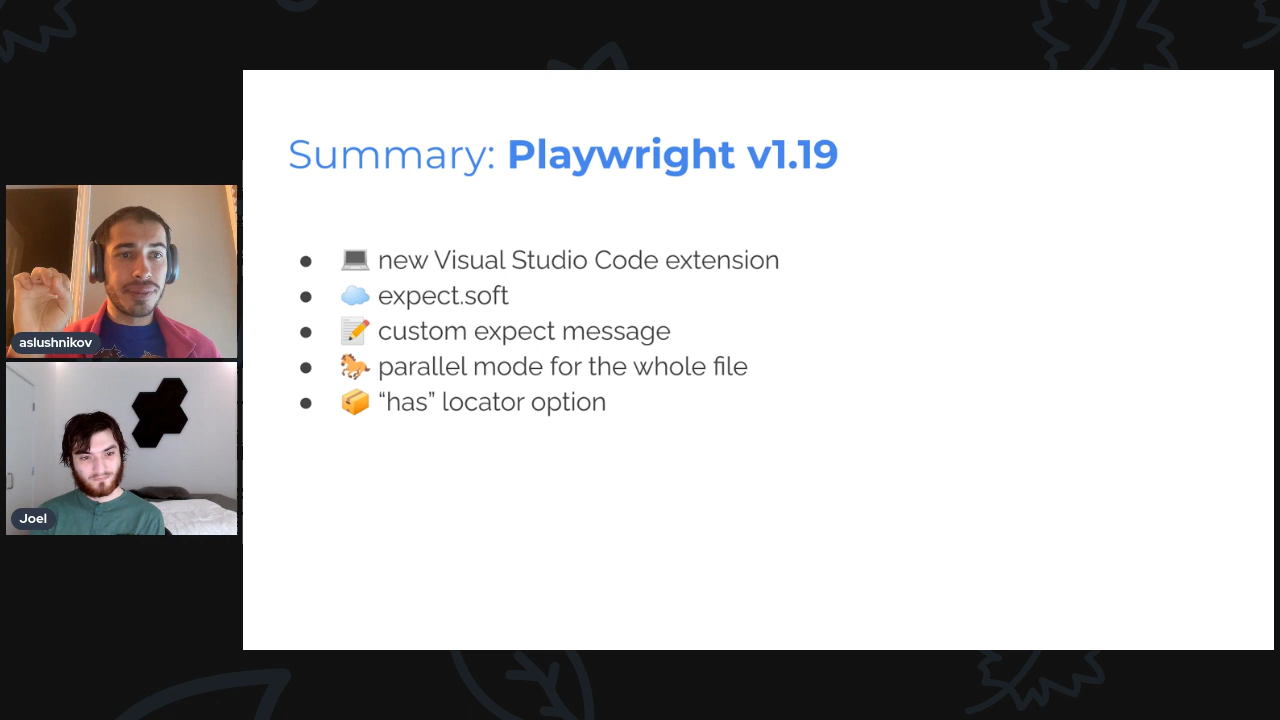 Summary: Playwright v1.19
● 💻 new Visual Studio Code extension
● ☁️ expect.soft
● 📝 custom expect message
● 🐎 parallel mode for the whole file
● 📦 “has” locator option
aslushnikov
Joel